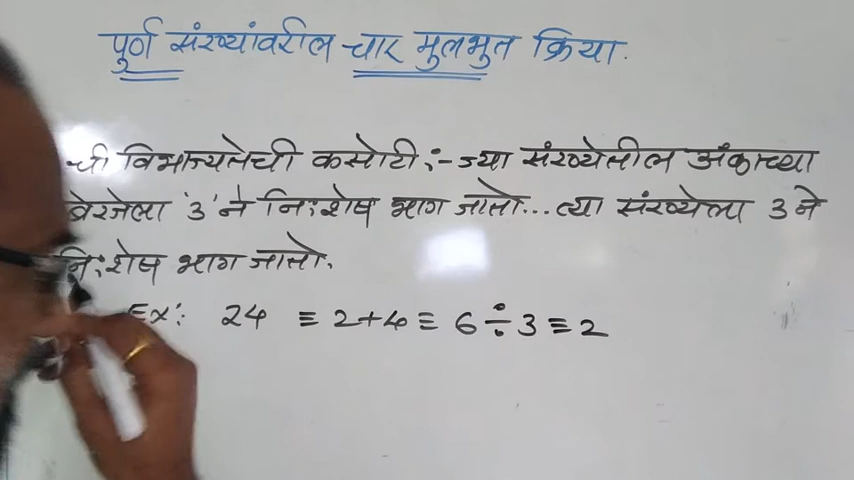 पुर्ण संख्यांवरील चार मुलभुत क्रिया.
ची विभाज्यतेची कसोटी :- ज्या संख्येतील अंकाच्या
बेरजेला '3' ने नि:शेष भाग जातो... त्या संख्येला 3 ने
नि:शेष भाग जातो.
Ex: 24 ≡ 2+4 ≡ 6 ÷ 3 ≡ 2